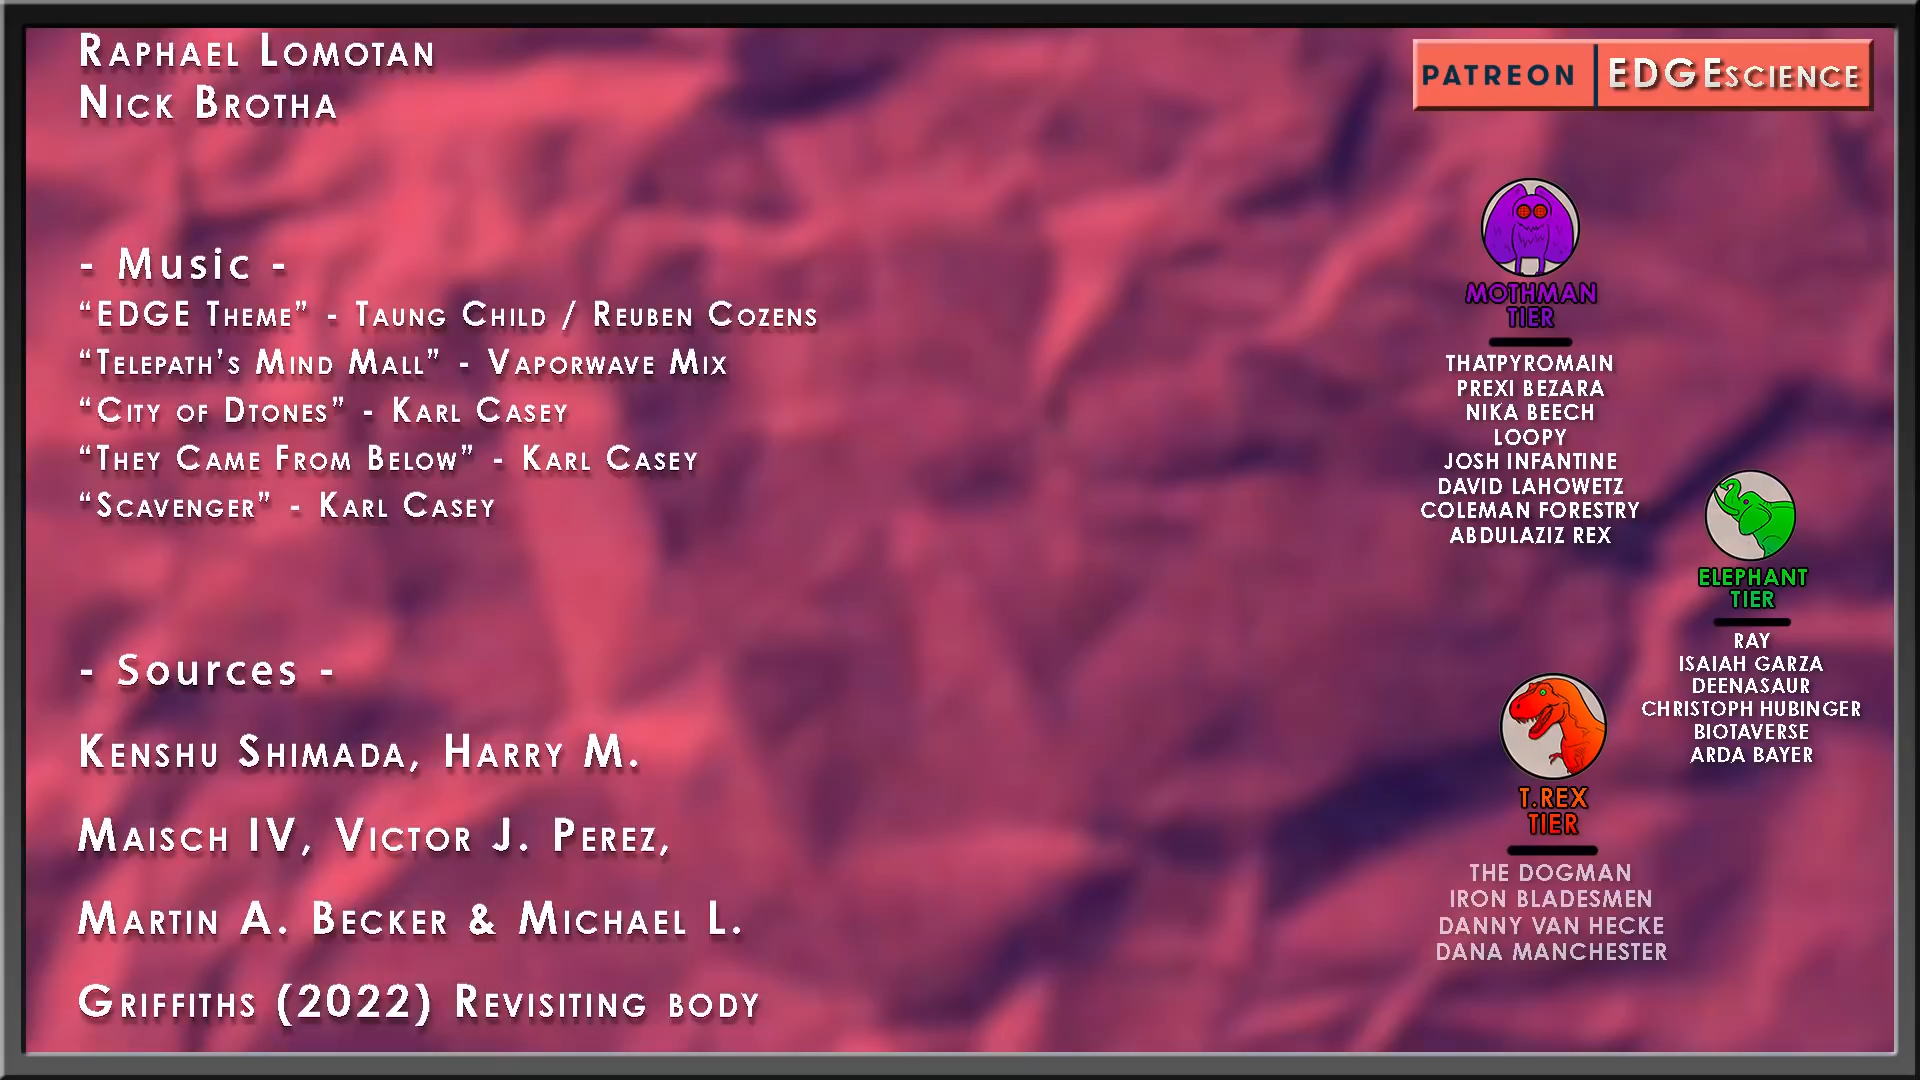 Raphael Lomotan
Nick Brotha
- Music -
“EDGE Theme” - Taung Child / Reuben Cozens
“Telepath’s Mind Mall” - Vaporwave Mix
“City of Dtones” - Karl Casey
“They Came From Below” - Karl Casey
“Scavenger” - Karl Casey
- Sources -
Kenshu Shimada, Harry M.
Maisch IV, Victor J. Perez,
Martin A. Becker & Michael L.
Griffiths (2022) Revisiting body
PATREON | EDGEscience
MOTHMAN
TIER
THATPYROMAIN
PREXI BEZARA
NIKA BEECH
LOOPY
JOSH INFANTINE
DAVID LAHOWETZ
COLEMAN FORESTRY
ABDULAZIZ REX
ELEPHANT
TIER
RAY
ISAIAH GARZA
DEENASAUR
CHRISTOPH HUBINGER
BIOTAVERSE
ARDA BAYER
T.REX
TIER
THE DOGMAN
IRON BLADESMEN
DANNY VAN HECKE
DANA MANCHESTER